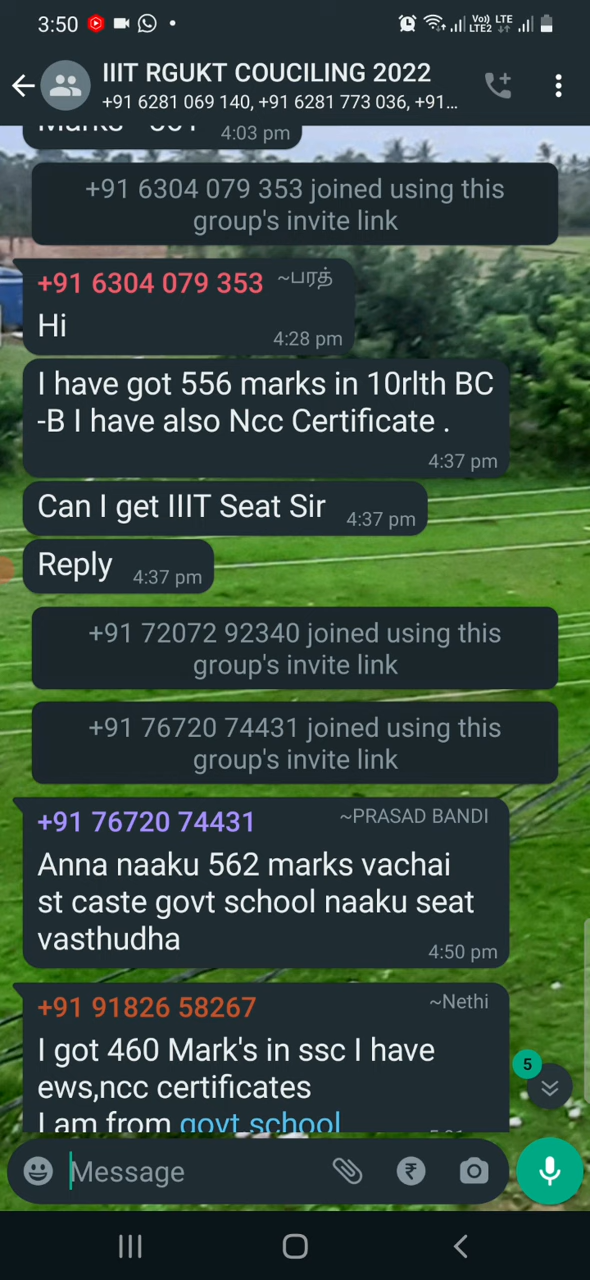 3:50
Vo)) LTE
LTE2
IIIT RGUKT COUCILING 2022
+91 6281 069 140, +91 6281 773 036, +91...
4:03 pm
+91 6304 079 353 joined using this
group's invite link
+91 6304 079 353 ~பரத்
Hi
4:28 pm
I have got 556 marks in 10rlth BC
-B I have also Ncc Certificate .
4:37 pm
Can I get IIIT Seat Sir 4:37 pm
Reply 4:37 pm
+91 72072 92340 joined using this
group's invite link
+91 76720 74431 joined using this
group's invite link
+91 76720 74431 ~PRASAD BANDI
Anna naaku 562 marks vachai
st caste govt school naaku seat
vasthudha
4:50 pm
+91 91826 58267 ~Nethi
I got 460 Mark's in ssc I have
ews,ncc certificates
I am from govt school
5
Message